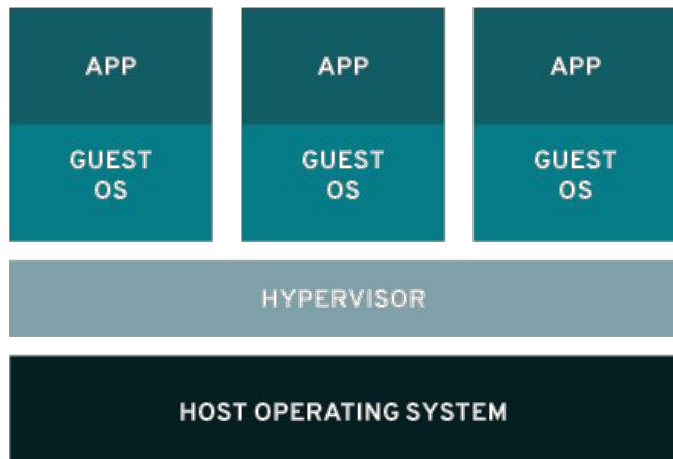 APP
APP
APP
GUEST
OS
GUEST
OS
GUEST
OS
HYPERVISOR
HOST OPERATING SYSTEM